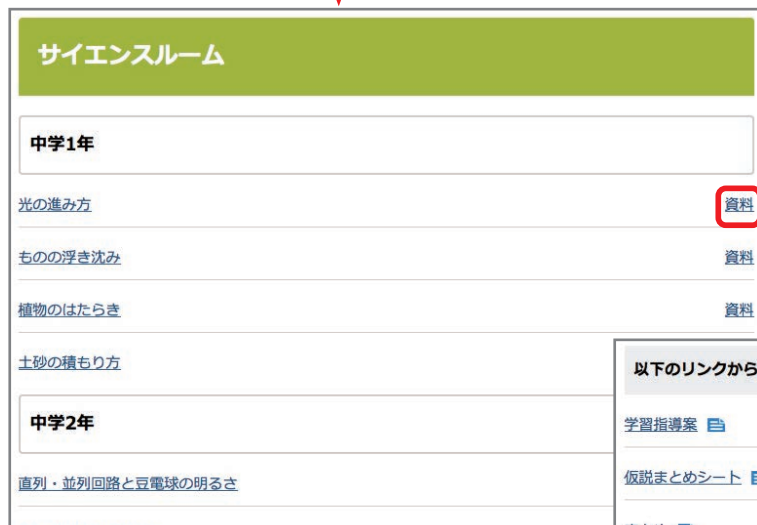 サイエンスルーム
中学1年
光の進み方 資料
ものの浮き沈み 資料
植物のはたらき 資料
土砂の積もり方
中学2年
直列・並列回路と豆電球の明るさ
以下のリンクから
学習指導案
仮説まとめシート